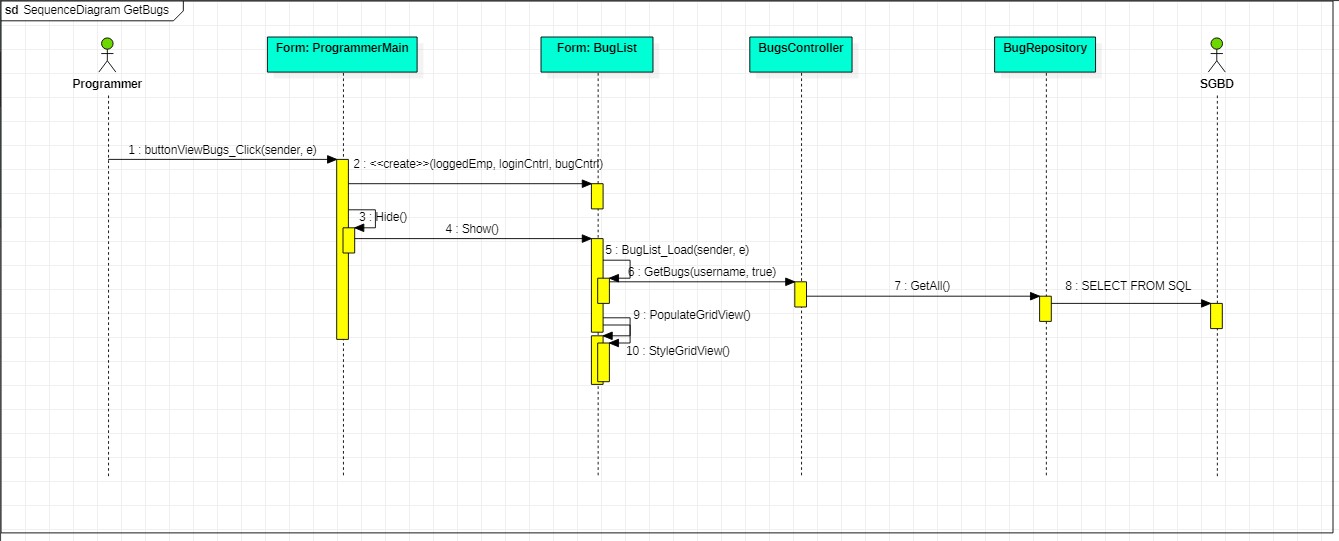 sd SequenceDiagram GetBugs
Form: ProgrammerMain
Form: BugList
BugsController
BugRepository
Programmer
SGBD
1 : buttonViewBugs_Click(sender, e)
2 : <<create>>(loggedEmp, loginCntrl, bugCntrl)
3 : Hide()
4 : Show()
5 : BugList_Load(sender, e)
6 : GetBugs(username, true)
7 : GetAll()
8 : SELECT FROM SQL
9 : PopulateGridView()
10 : StyleGridView()